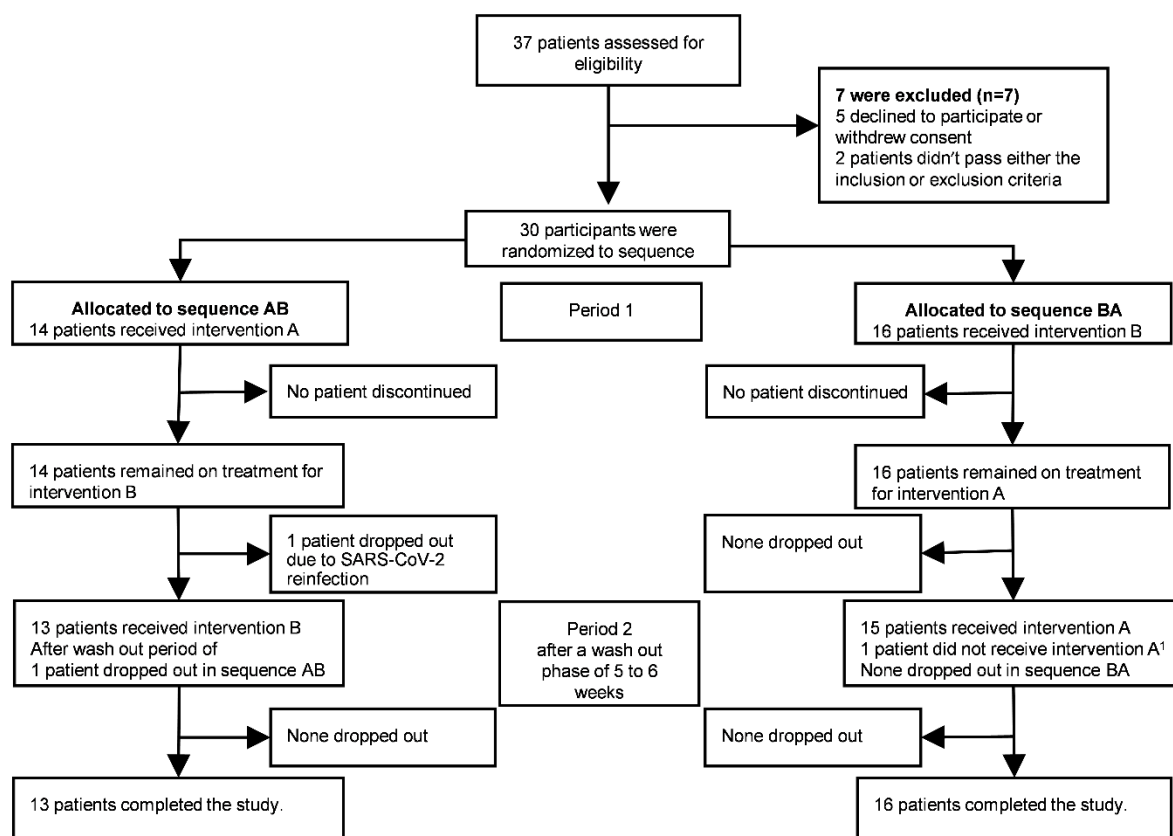 37 patients assessed for
eligibility
7 were excluded (n=7)
5 declined to participate or
withdrew consent
2 patients didn't pass either the
inclusion or exclusion criteria
30 participants were
randomized to sequence
Allocated to sequence AB
14 patients received intervention A
Period 1
Allocated to sequence BA
16 patients received intervention B
No patient discontinued
No patient discontinued
14 patients remained on treatment for
intervention B
16 patients remained on treatment
for intervention A
1 patient dropped out
due to SARS-CoV-2
reinfection
None dropped out
13 patients received intervention B
After wash out period of
1 patient dropped out in sequence AB
Period 2
after a wash out
phase of 5 to 6
weeks
15 patients received intervention A
1 patient did not receive intervention A¹
None dropped out in sequence BA
None dropped out
None dropped out
13 patients completed the study.
16 patients completed the study.